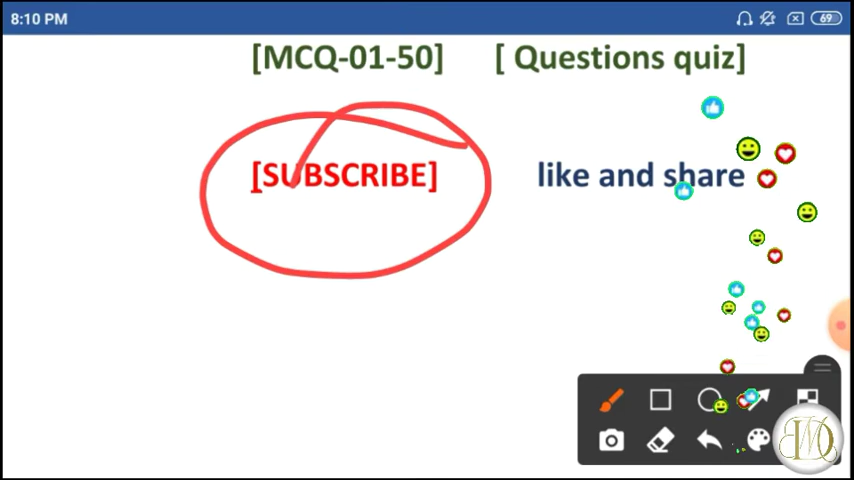 8:10 PM
69
[MCQ-01-50] [ Questions quiz]
[SUBSCRIBE] like and share